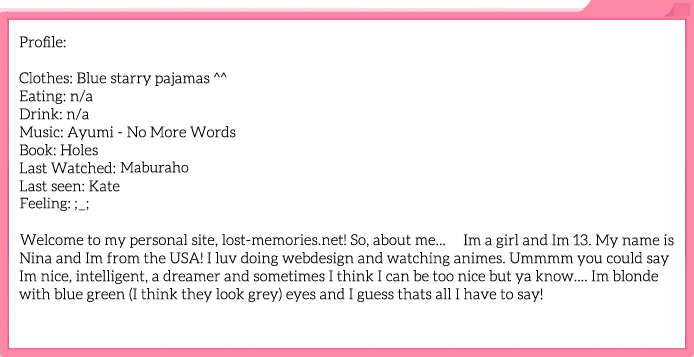 Profile:
Clothes: Blue starry pajamas ^^
Eating: n/a
Drink: n/a
Music: Ayumi - No More Words
Book: Holes
Last Watched: Maburaho
Last seen: Kate
Feeling: ;_;
Welcome to my personal site, lost-memories.net! So, about me... Im a girl and Im 13. My name is
Nina and Im from the USA! I luv doing webdesign and watching animes. Ummmm you could say
Im nice, intelligent, a dreamer and sometimes I think I can be too nice but ya know.... Im blonde
with blue green (I think they look grey) eyes and I guess thats all I have to say!